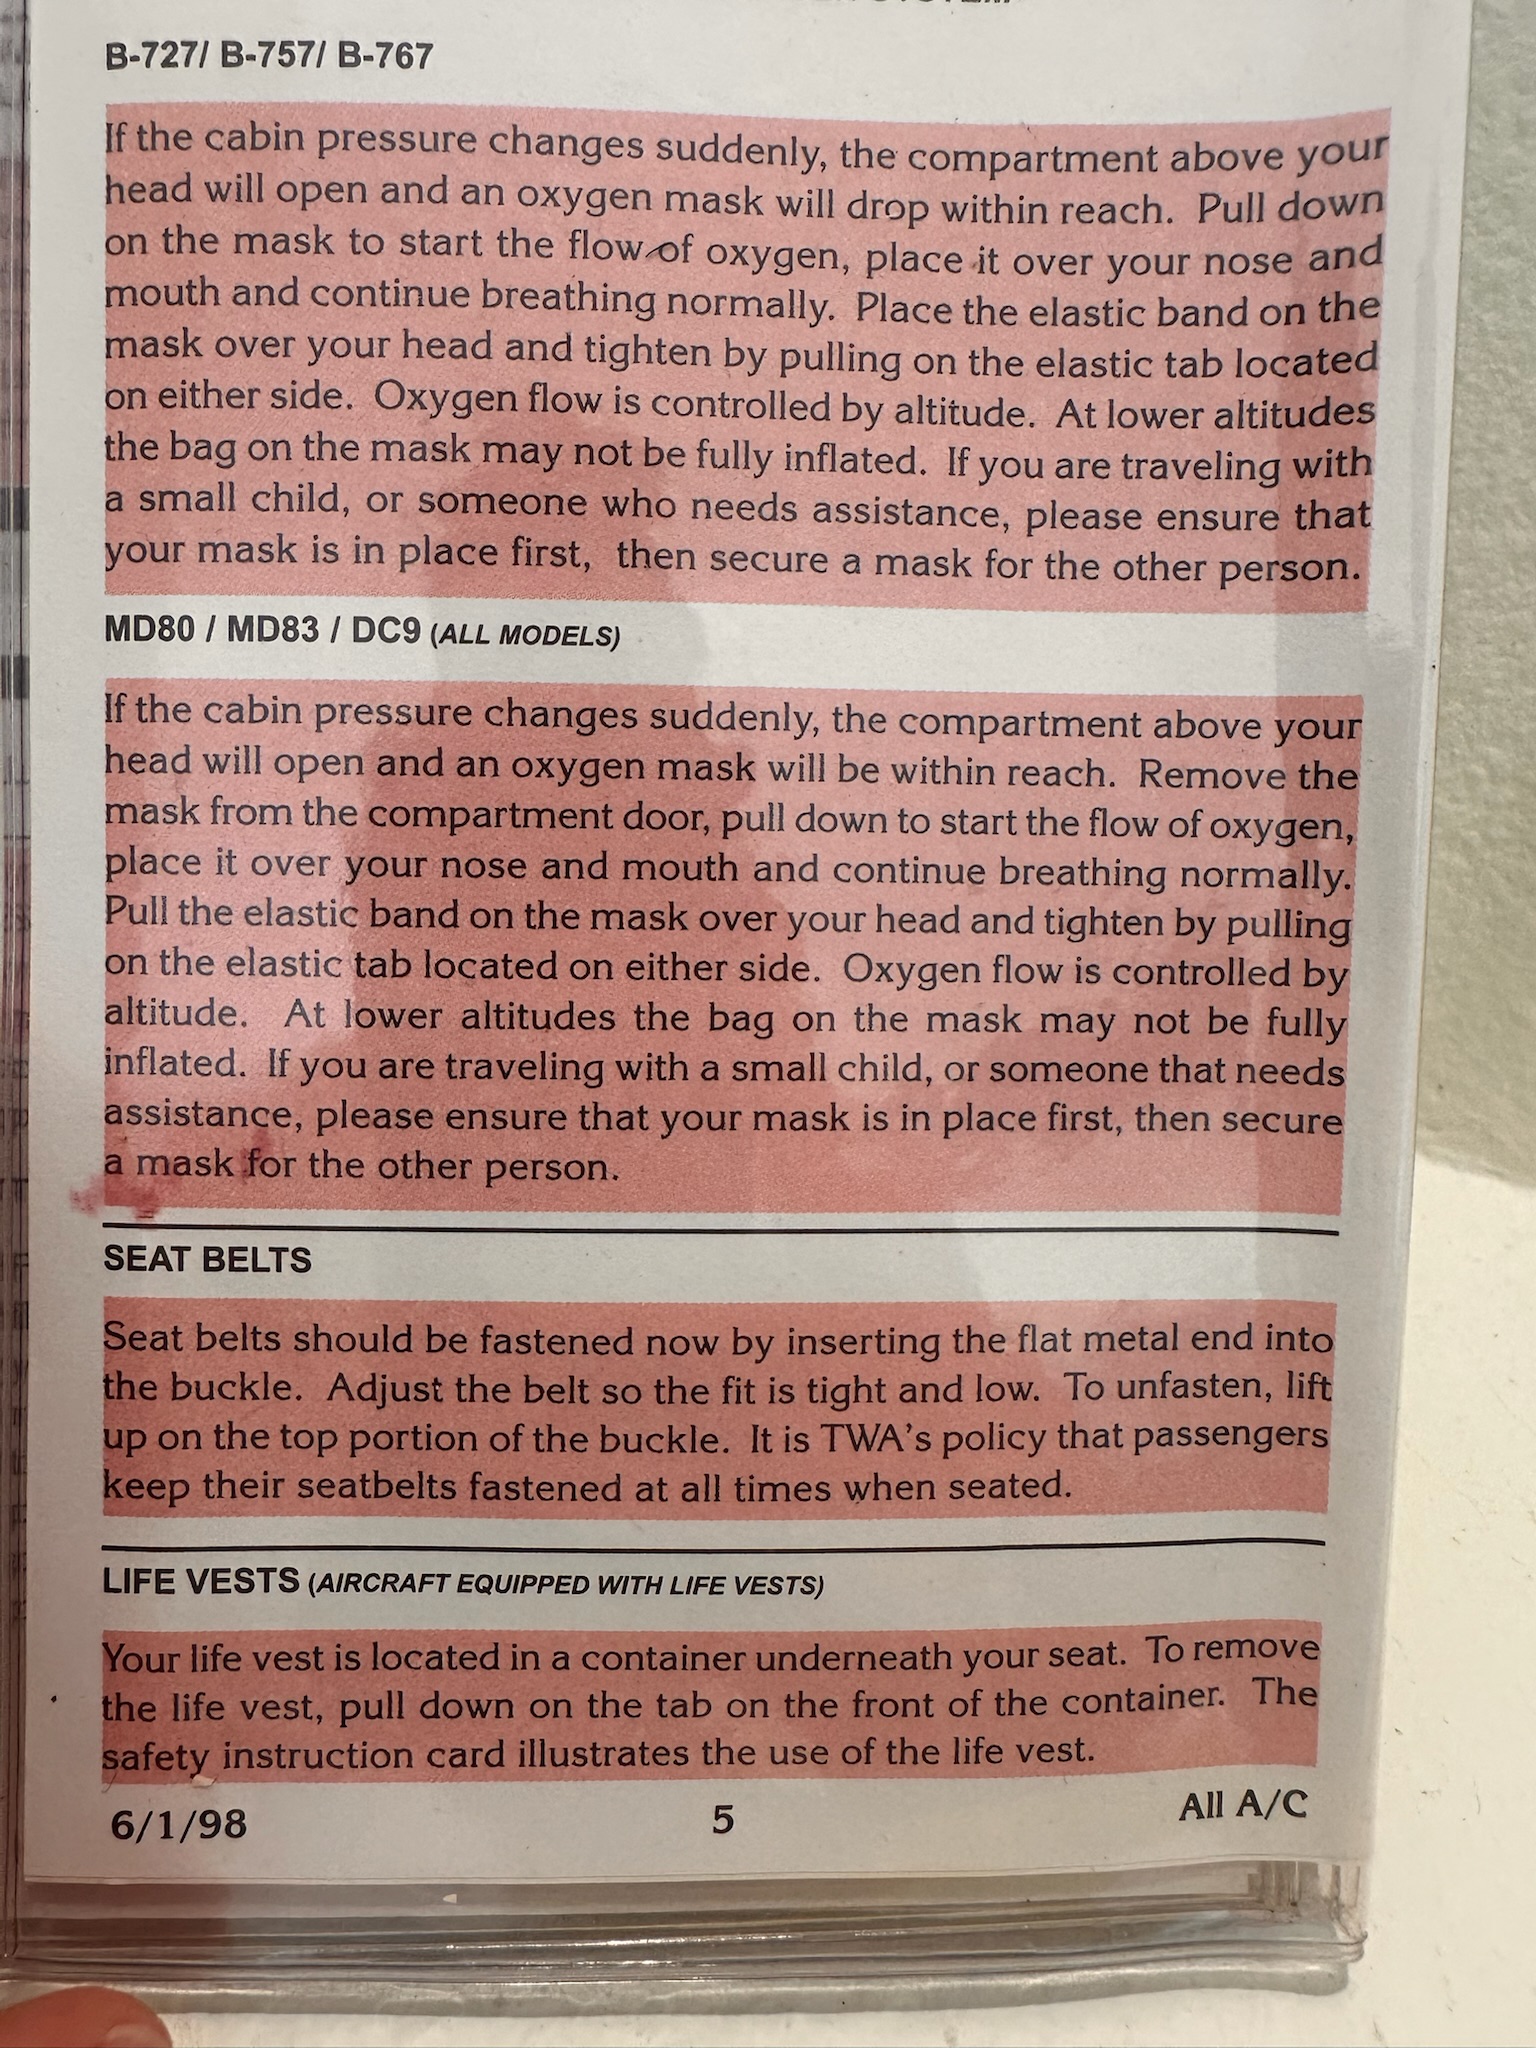 B-727/ B-757/ B-767
If the cabin pressure changes suddenly, the compartment above your
head will open and an oxygen mask will drop within reach. Pull down
on the mask to start the flow of oxygen, place it over your nose and
mouth and continue breathing normally. Place the elastic band on the
mask over your head and tighten by pulling on the elastic tab located
on either side. Oxygen flow is controlled by altitude. At lower altitudes
the bag on the mask may not be fully inflated. If you are traveling with
a small child, or someone who needs assistance, please ensure that
your mask is in place first, then secure a mask for the other person.
MD80 / MD83 / DC9 (ALL MODELS)
If the cabin pressure changes suddenly, the compartment above your
head will open and an oxygen mask will be within reach. Remove the
mask from the compartment door, pull down to start the flow of oxygen,
place it over your nose and mouth and continue breathing normally.
Pull the elastic band on the mask over your head and tighten by pulling
on the elastic tab located on either side. Oxygen flow is controlled by
altitude. At lower altitudes the bag on the mask may not be fully
inflated. If you are traveling with a small child, or someone that needs
assistance, please ensure that your mask is in place first, then secure
a mask for the other person.
SEAT BELTS
Seat belts should be fastened now by inserting the flat metal end into
the buckle. Adjust the belt so the fit is tight and low. To unfasten, lift
up on the top portion of the buckle. It is TWA's policy that passengers
keep their seatbelts fastened at all times when seated.
LIFE VESTS (AIRCRAFT EQUIPPED WITH LIFE VESTS)
Your life vest is located in a container underneath your seat. To remove
the life vest, pull down on the tab on the front of the container. The
safety instruction card illustrates the use of the life vest.
6/1/98 5 All A/C